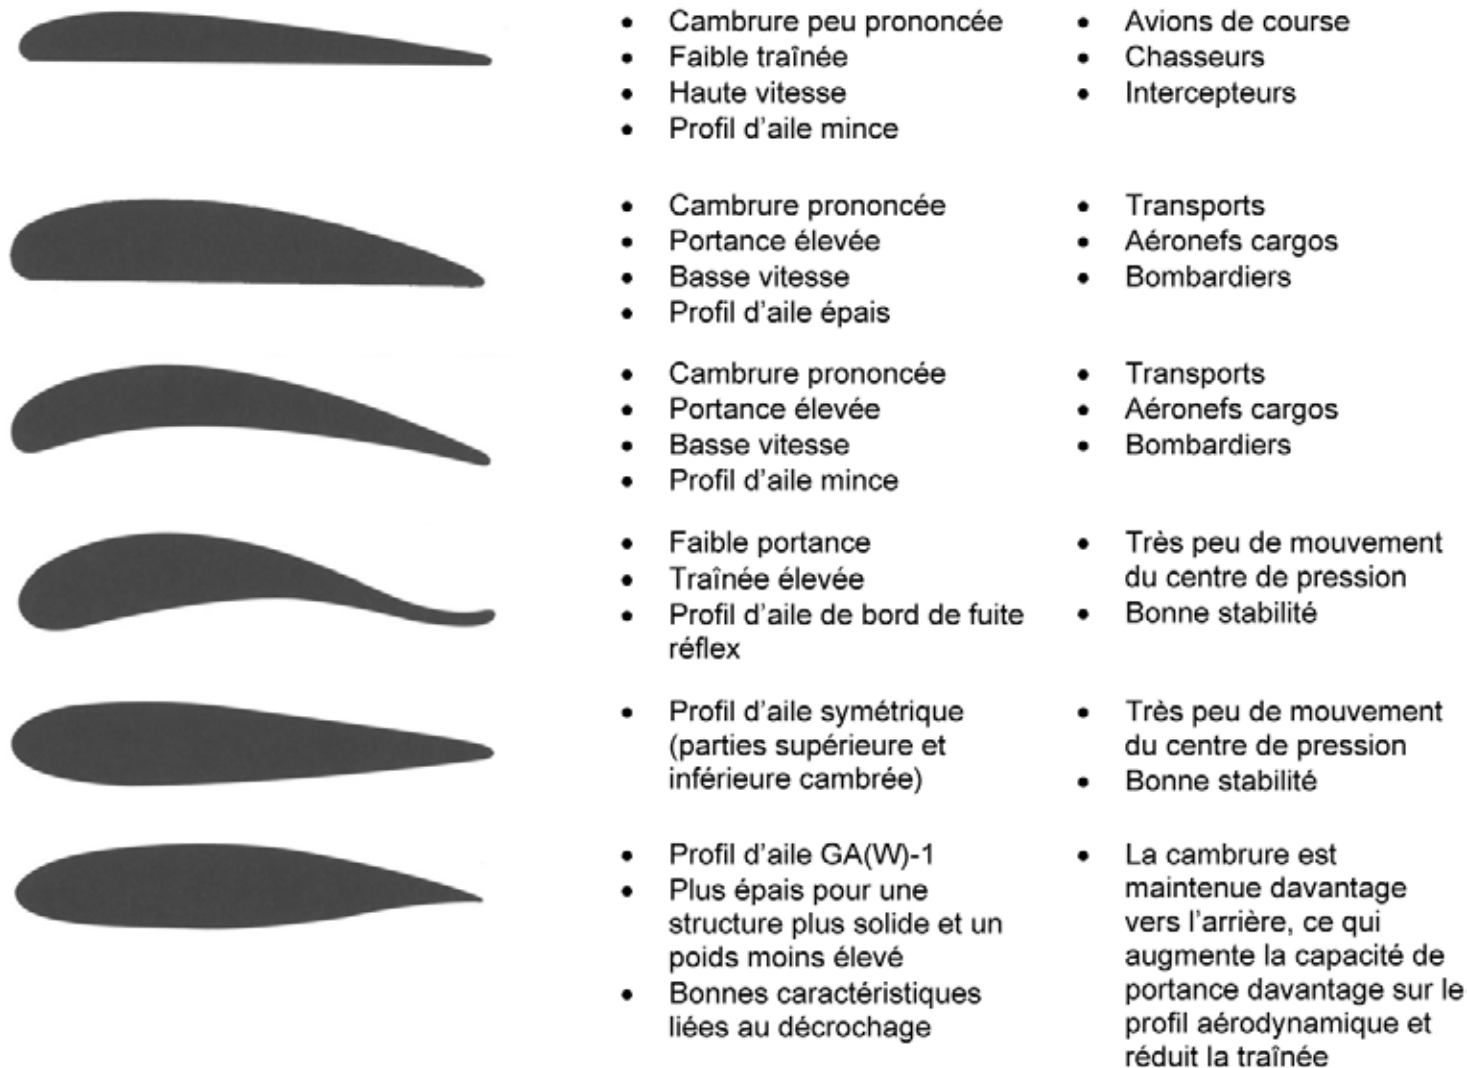 • Cambrure peu prononcée
• Faible traînée
• Haute vitesse
• Profil d'aile mince
• Avions de course
• Chasseurs
• Intercepteurs
• Cambrure prononcée
• Portance élevée
• Basse vitesse
• Profil d'aile épais
• Transports
• Aéronefs cargos
• Bombardiers
• Cambrure prononcée
• Portance élevée
• Basse vitesse
• Profil d'aile mince
• Transports
• Aéronefs cargos
• Bombardiers
• Faible portance
• Traînée élevée
• Profil d'aile de bord de fuite
réflex
• Très peu de mouvement
du centre de pression
• Bonne stabilité
• Profil d'aile symétrique
(parties supérieure et
inférieure cambrée)
• Très peu de mouvement
du centre de pression
• Bonne stabilité
• Profil d'aile GA(W)-1
• Plus épais pour une
structure plus solide et un
poids moins élevé
• Bonnes caractéristiques
liées au décrochage
• La cambrure est
maintenue davantage
vers l'arrière, ce qui
augmente la capacité de
portance davantage sur le
profil aérodynamique et
réduit la traînée